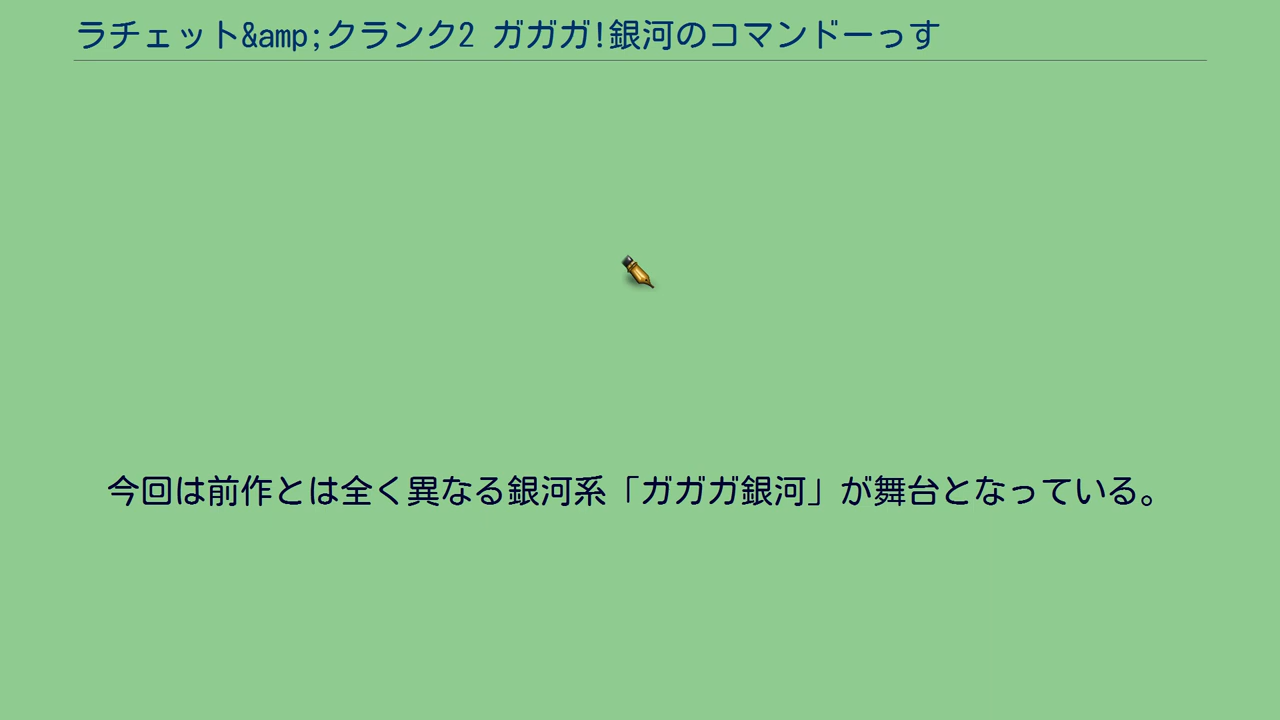 ラチェット&amp;クランク2 ガガガ!銀河のコマンドーっす
今回は前作とは全く異なる銀河系「ガガガ銀河」が舞台となっている。